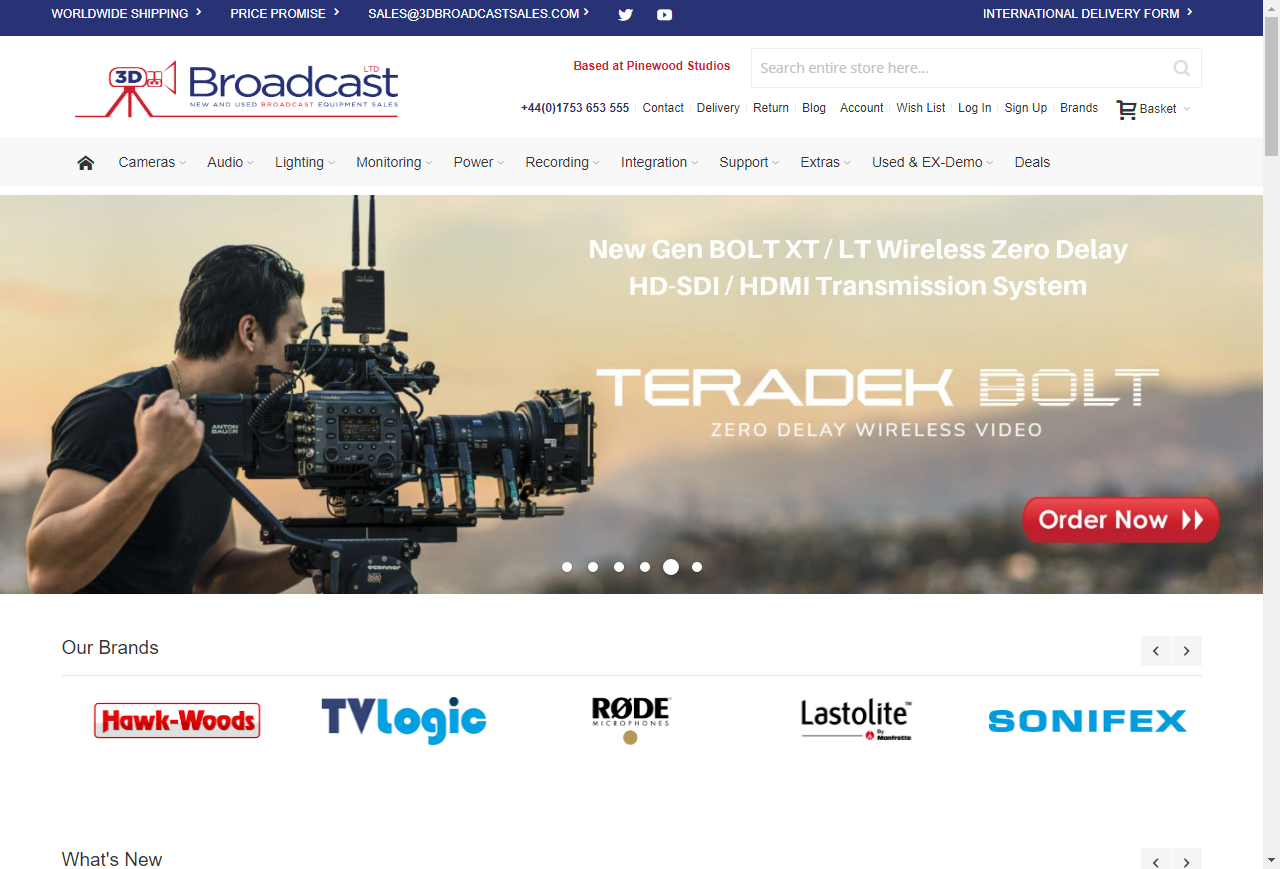 WORLDWIDE SHIPPING PRICE PROMISE SALES@3DBROADCASTSALES.COM INTERNATIONAL DELIVERY FORM
3D Broadcast LTD
NEW AND USED BROADCAST EQUIPMENT SALES
Based at Pinewood Studios Search entire store here...
+44(0)1753 653 555 Contact Delivery Return Blog Account Wish List Log In Sign Up Brands Basket
Cameras Audio Lighting Monitoring Power Recording Integration Support Extras Used & EX-Demo Deals
New Gen BOLT XT / LT Wireless Zero Delay
HD-SDI / HDMI Transmission System
TERADEK BOLT
ZERO DELAY WIRELESS VIDEO
ANTON
BAUER
Order Now
oconnor
Our Brands
Hawk-Woods TVLogic RØDE MICROPHONES Lastolite™ By Manfrotto SONIFEX
What's New